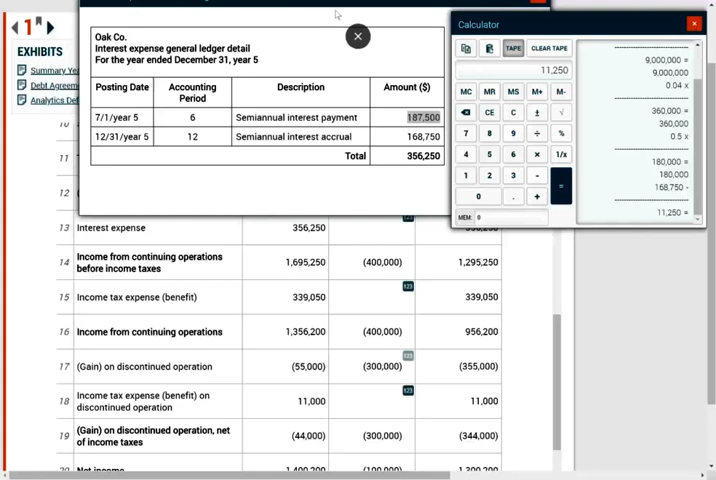 1
EXHIBITS
Summary Yea
Debt Agreem
Analytics Def
Oak Co.
Interest expense general ledger detail
For the year ended December 31, year 5
Posting Date Accounting Period Description Amount ($)
7/1/year 5 6 Semiannual interest payment 187,500
12/31/year 5 12 Semiannual interest accrual 168,750
Total 356,250
Calculator
TAPE CLEAR TAPE
11,250
MC MR MS M+ M-
CE C ± √
7 8 9 ÷ %
4 5 6 × 1/x
1 2 3 - =
0 . +
MEM: 0
9,000,000 =
9,000,000
0.04 x
360,000 =
360,000
0.5 x
180,000 =
180,000
168,750 -
11,250 =
11
12
13 Interest expense 356,250
123
14 Income from continuing operations before income taxes 1,695,250 (400,000) 1,295,250
123
15 Income tax expense (benefit) 339,050 339,050
16 Income from continuing operations 1,356,200 (400,000) 956,200
123
17 (Gain) on discontinued operation (55,000) (300,000) (355,000)
123
18 Income tax expense (benefit) on discontinued operation 11,000 11,000
19 (Gain) on discontinued operation, net of income taxes (44,000) (300,000) (344,000)